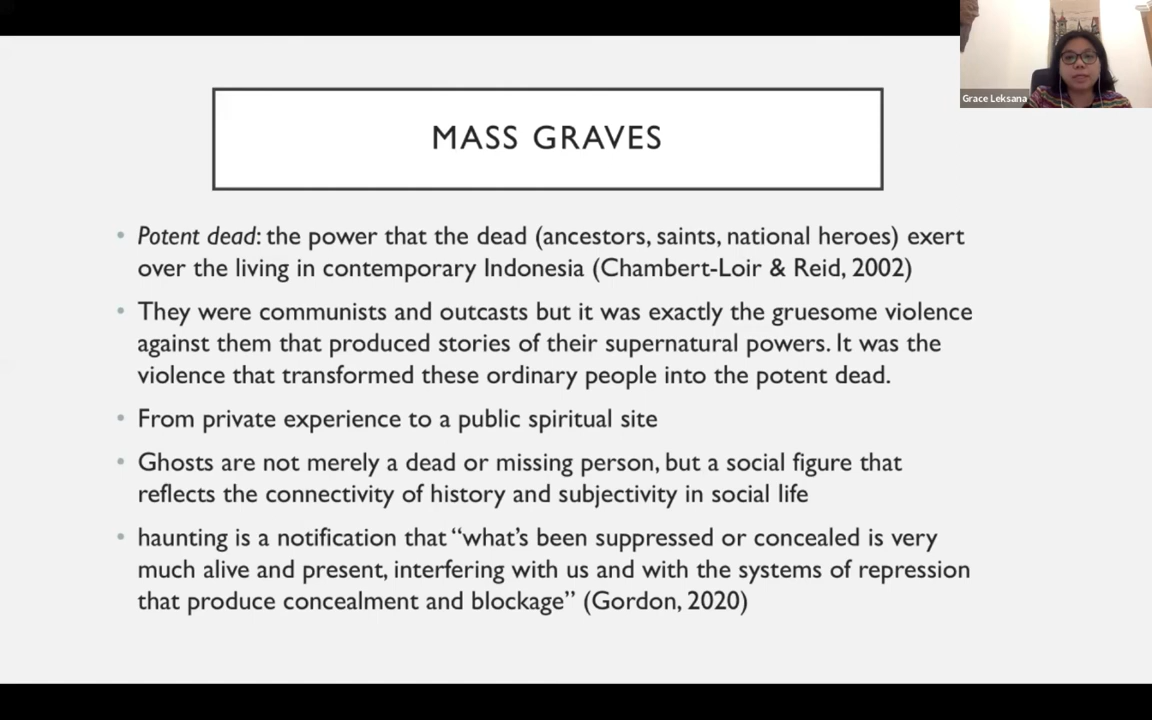 Grace Leksana
MASS GRAVES
• Potent dead: the power that the dead (ancestors, saints, national heroes) exert
over the living in contemporary Indonesia (Chambert-Loir & Reid, 2002)
• They were communists and outcasts but it was exactly the gruesome violence
against them that produced stories of their supernatural powers. It was the
violence that transformed these ordinary people into the potent dead.
• From private experience to a public spiritual site
• Ghosts are not merely a dead or missing person, but a social figure that
reflects the connectivity of history and subjectivity in social life
• haunting is a notification that “what’s been suppressed or concealed is very
much alive and present, interfering with us and with the systems of repression
that produce concealment and blockage” (Gordon, 2020)